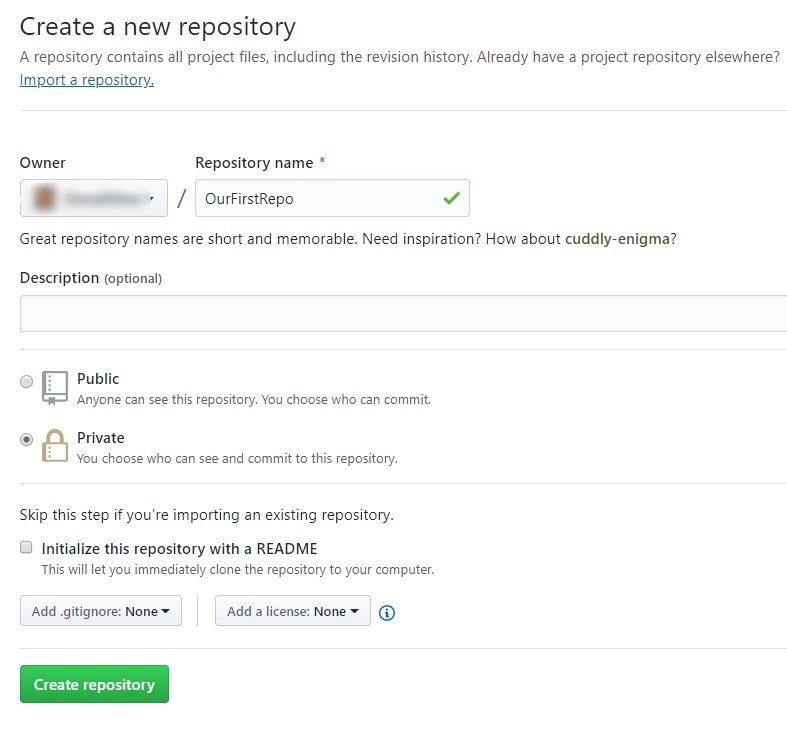 Create a new repository
A repository contains all project files, including the revision history. Already have a project repository elsewhere?
Import a repository.
Owner
Repository name *
/
OurFirstRepo
Great repository names are short and memorable. Need inspiration? How about cuddly-enigma?
Description (optional)
Public
Anyone can see this repository. You choose who can commit.
Private
You choose who can see and commit to this repository.
Skip this step if you’re importing an existing repository.
Initialize this repository with a README
This will let you immediately clone the repository to your computer.
Add .gitignore: None
Add a license: None
Create repository